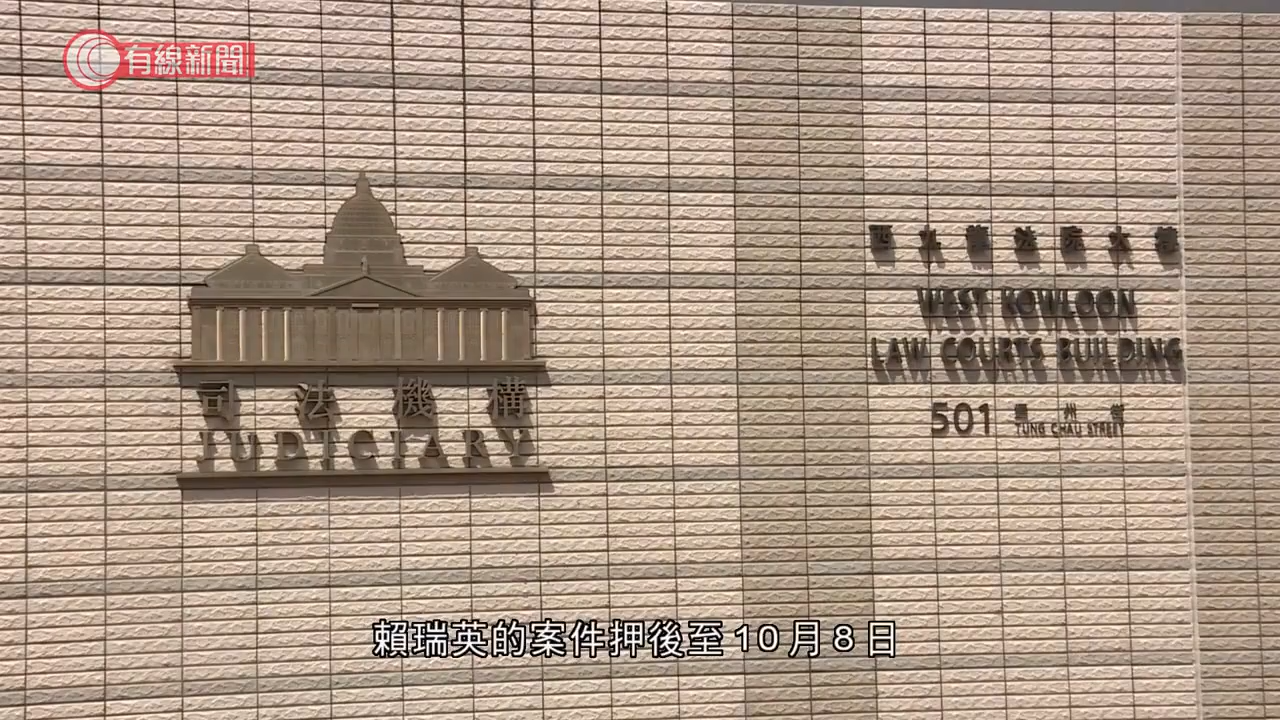 有線新聞
司法機構
JUDICIARY
西九龍法院大樓
WEST KOWLOON
LAW COURTS BUILDING
501 通州街
TUNG CHAU STREET
賴瑞英的案件押後至10月8日